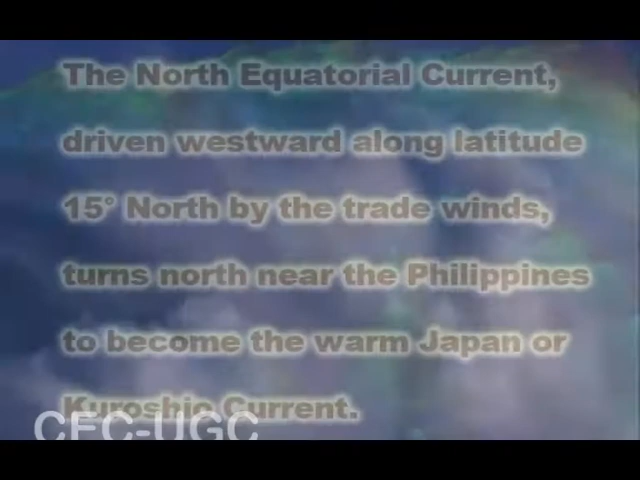 The North Equatorial Current,
driven westward along latitude
15° North by the trade winds,
turns north near the Philippines
to become the warm Japan or
Kuroshio Current.
CEC-UGC